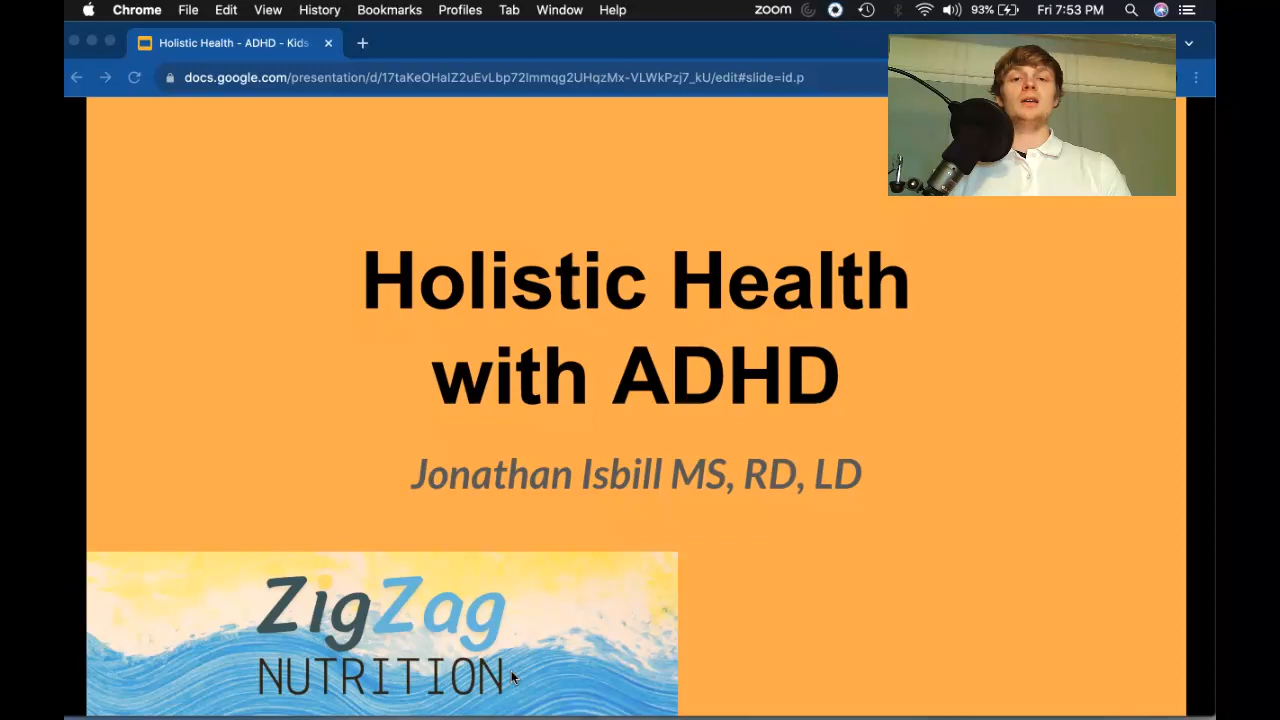 Chrome File Edit View History Bookmarks Profiles Tab Window Help zoom 93% Fri 7:53 PM
Holistic Health - ADHD - Kids
docs.google.com/presentation/d/17taKeOHaIZ2uEvLbp72lmmqg2UHqzMx-VLWkPzj7_kU/edit#slide=id.p
Holistic Health
with ADHD
Jonathan Isbill MS, RD, LD
ZigZag
NUTRITION